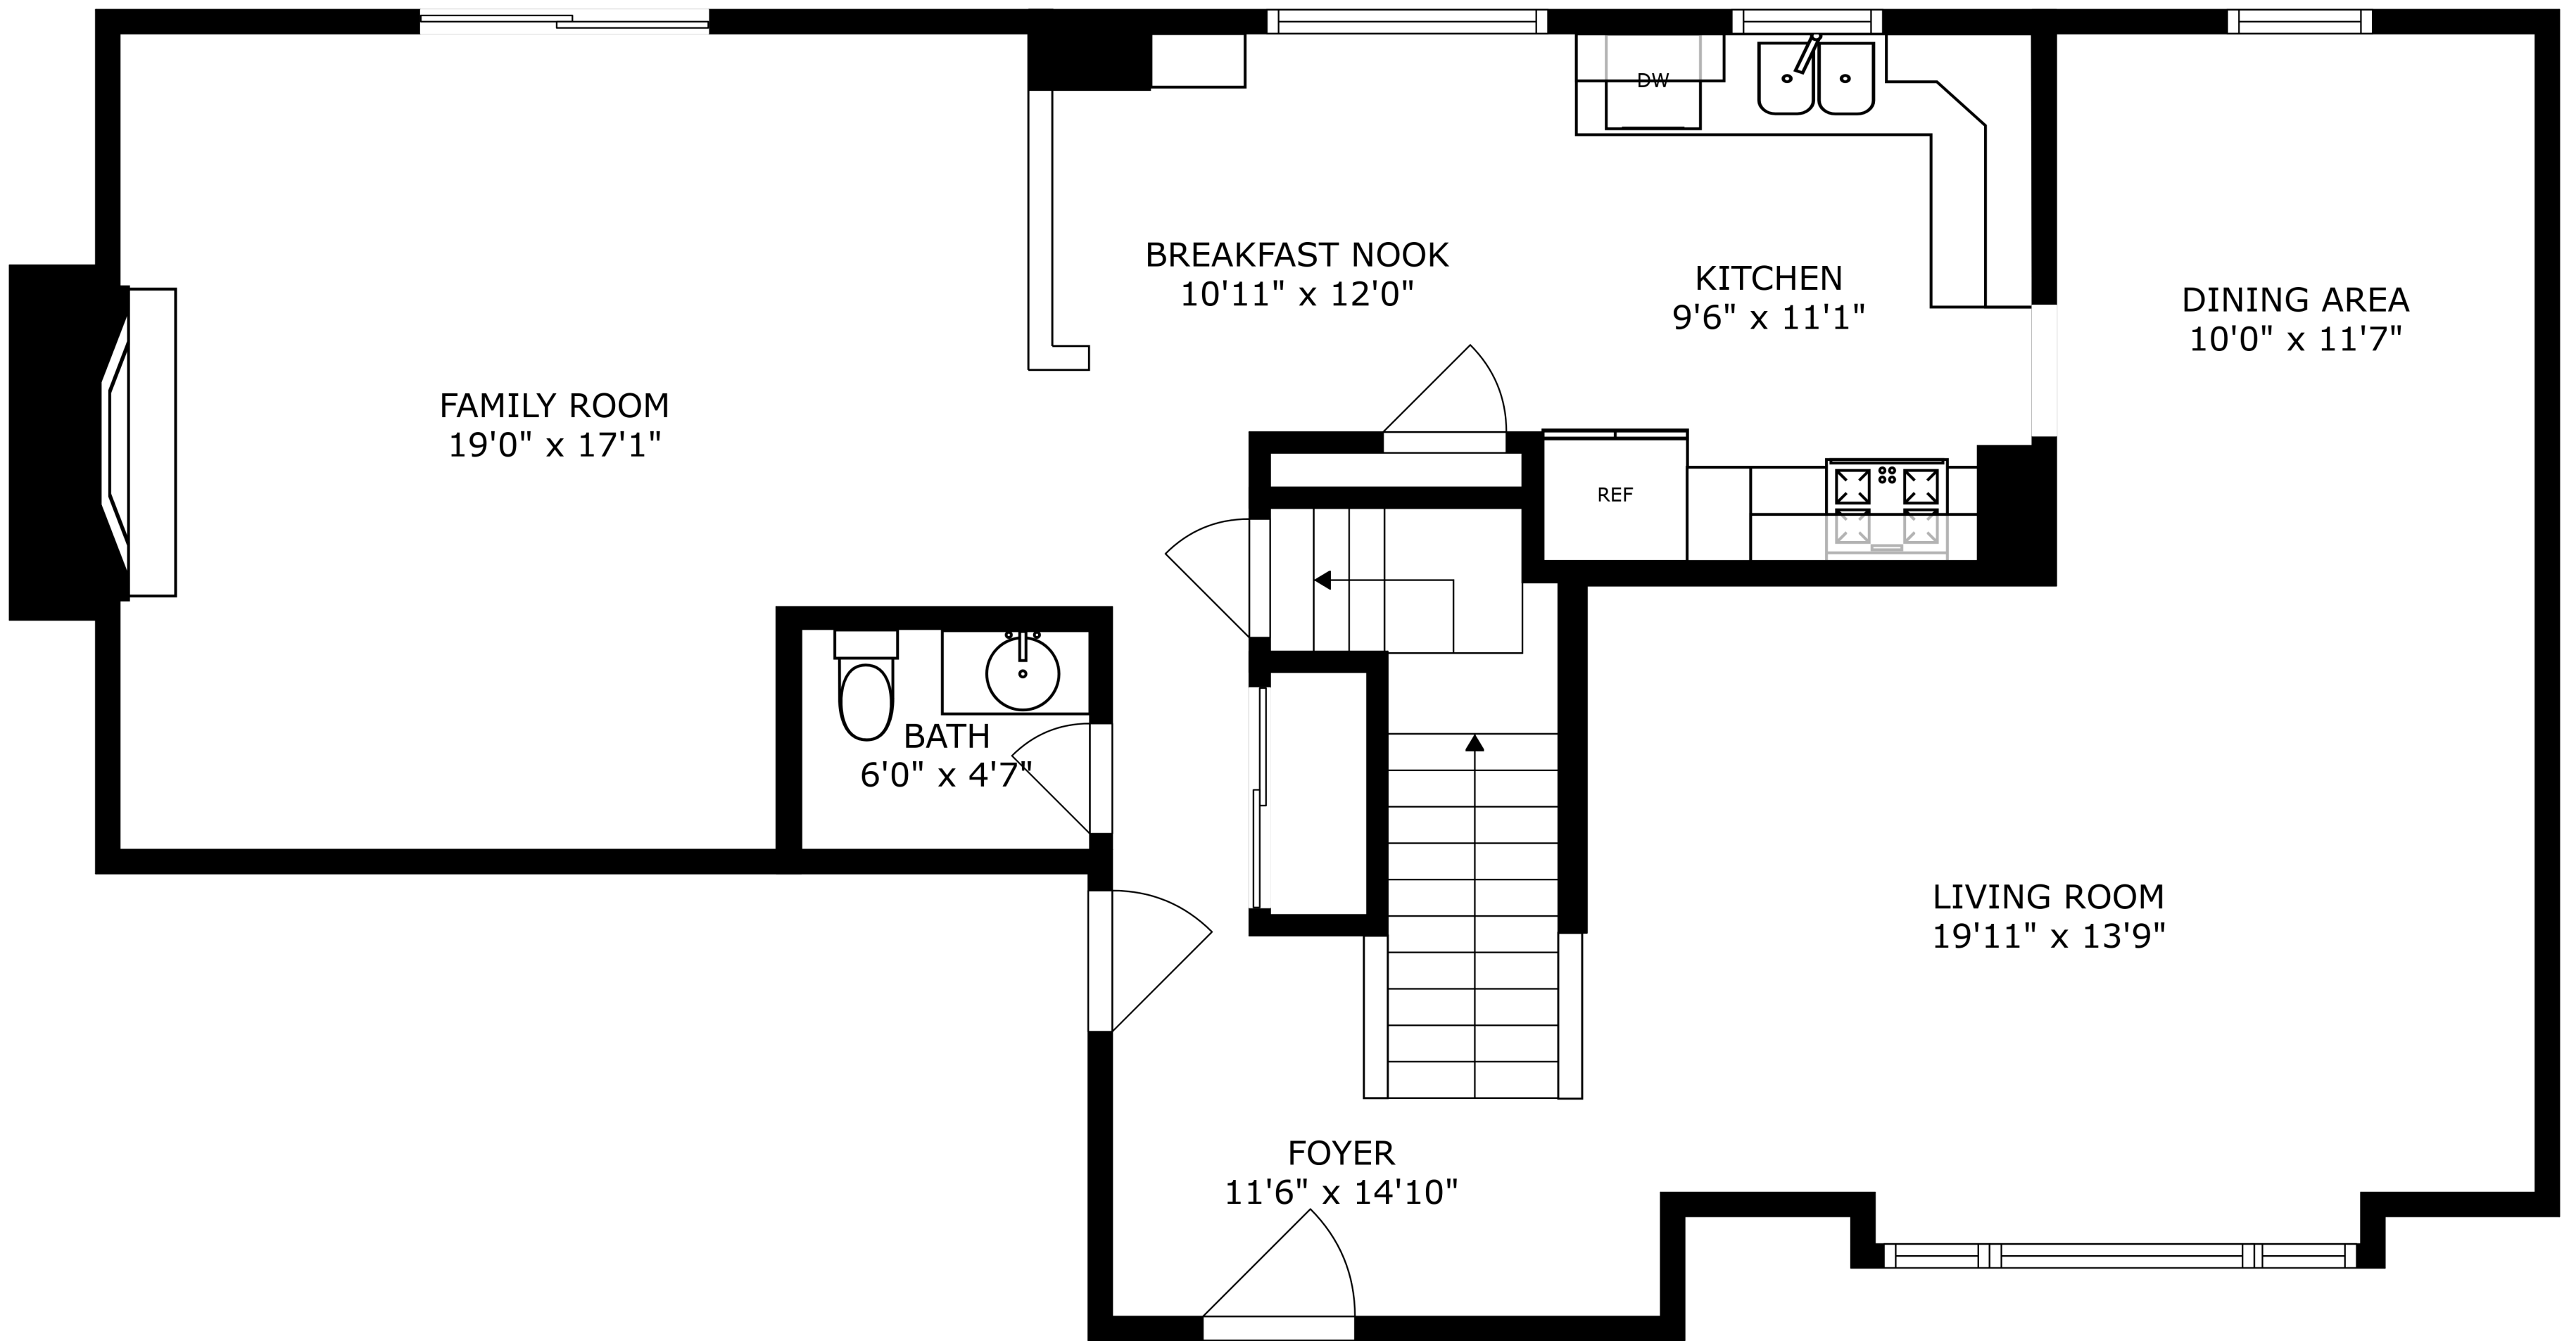 DW
BREAKFAST NOOK
10'11" x 12'0"
KITCHEN
9'6" x 11'1"
DINING AREA
10'0" x 11'7"
FAMILY ROOM
19'0" x 17'1"
REF
BATH
6'0" x 4'7"
LIVING ROOM
19'11" x 13'9"
FOYER
11'6" x 14'10"